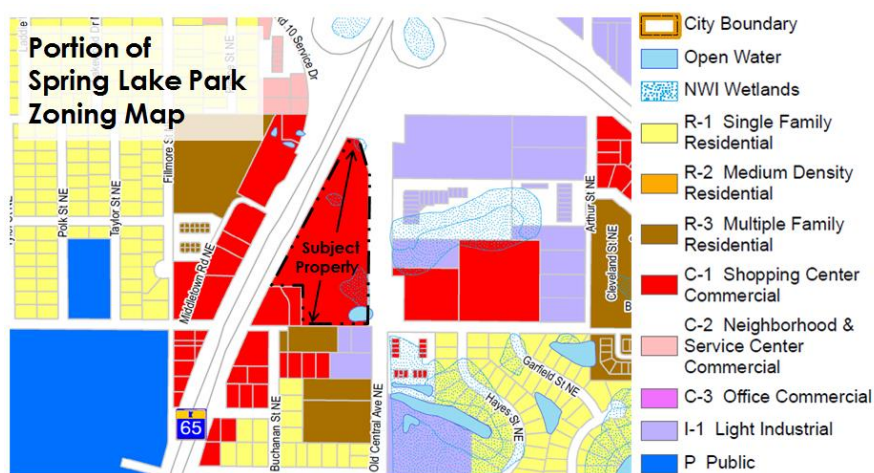 Portion of
Spring Lake Park
Zoning Map
Polk St NE
Taylor St NE
Fillmore St N
10 Service Dr
Middletown Rd NE
Subject
Property
Arthur St NE
Cleveland St NE
B
65
Buchanan St NE
Old Central Ave NE
Hayes St NE
Garfield St NE
City Boundary
Open Water
NWI Wetlands
R-1 Single Family
Residential
R-2 Medium Density
Residential
R-3 Multiple Family
Residential
C-1 Shopping Center
Commercial
C-2 Neighborhood &
Service Center
Commercial
C-3 Office Commercial
I-1 Light Industrial
P Public